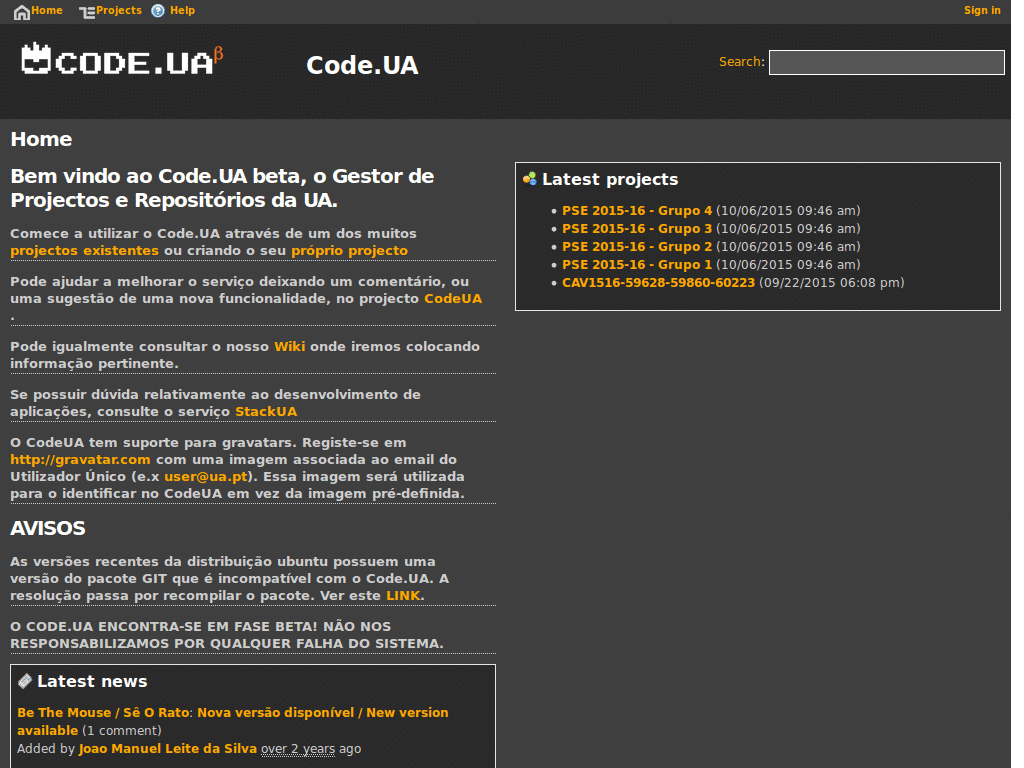 Home Projects Help Sign in
CODE.UAβ
Code.UA
Search:
Home
Bem vindo ao Code.UA beta, o Gestor de
Projectos e Repositórios da UA.
Comece a utilizar o Code.UA através de um dos muitos
projectos existentes ou criando o seu próprio projecto
Pode ajudar a melhorar o serviço deixando um comentário, ou
uma sugestão de uma nova funcionalidade, no projecto CodeUA
.
Pode igualmente consultar o nosso Wiki onde iremos colocando
informação pertinente.
Se possuir dúvida relativamente ao desenvolvimento de
aplicações, consulte o serviço StackUA
O CodeUA tem suporte para gravatars. Registe-se em
http://gravatar.com com uma imagem associada ao email do
Utilizador Único (e.x user@ua.pt). Essa imagem será utilizada
para o identificar no CodeUA em vez da imagem pré-definida.
AVISOS
As versões recentes da distribuição ubuntu possuem uma
versão do pacote GIT que é incompatível com o Code.UA. A
resolução passa por recompilar o pacote. Ver este LINK.
O CODE.UA ENCONTRA-SE EM FASE BETA! NÃO NOS
RESPONSABILIZAMOS POR QUALQUER FALHA DO SISTEMA.
Latest news
Be The Mouse / Sê O Rato: Nova versão disponível / New version
available (1 comment)
Added by Joao Manuel Leite da Silva over 2 years ago
Latest projects
• PSE 2015-16 - Grupo 4 (10/06/2015 09:46 am)
• PSE 2015-16 - Grupo 3 (10/06/2015 09:46 am)
• PSE 2015-16 - Grupo 2 (10/06/2015 09:46 am)
• PSE 2015-16 - Grupo 1 (10/06/2015 09:46 am)
• CAV1516-59628-59860-60223 (09/22/2015 06:08 pm)